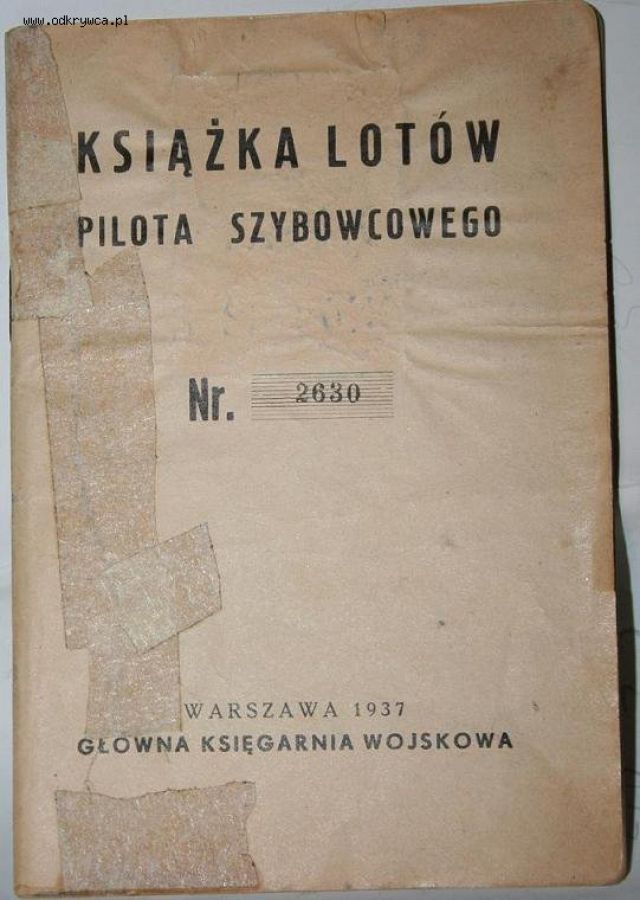 www.odkrywca.pl
KSIĄŻKA LOTÓW
PILOTA SZYBOWCOWEGO
Nr. 2630
WARSZAWA 1937
GŁOWNA KSIĘGARNIA WOJSKOWA